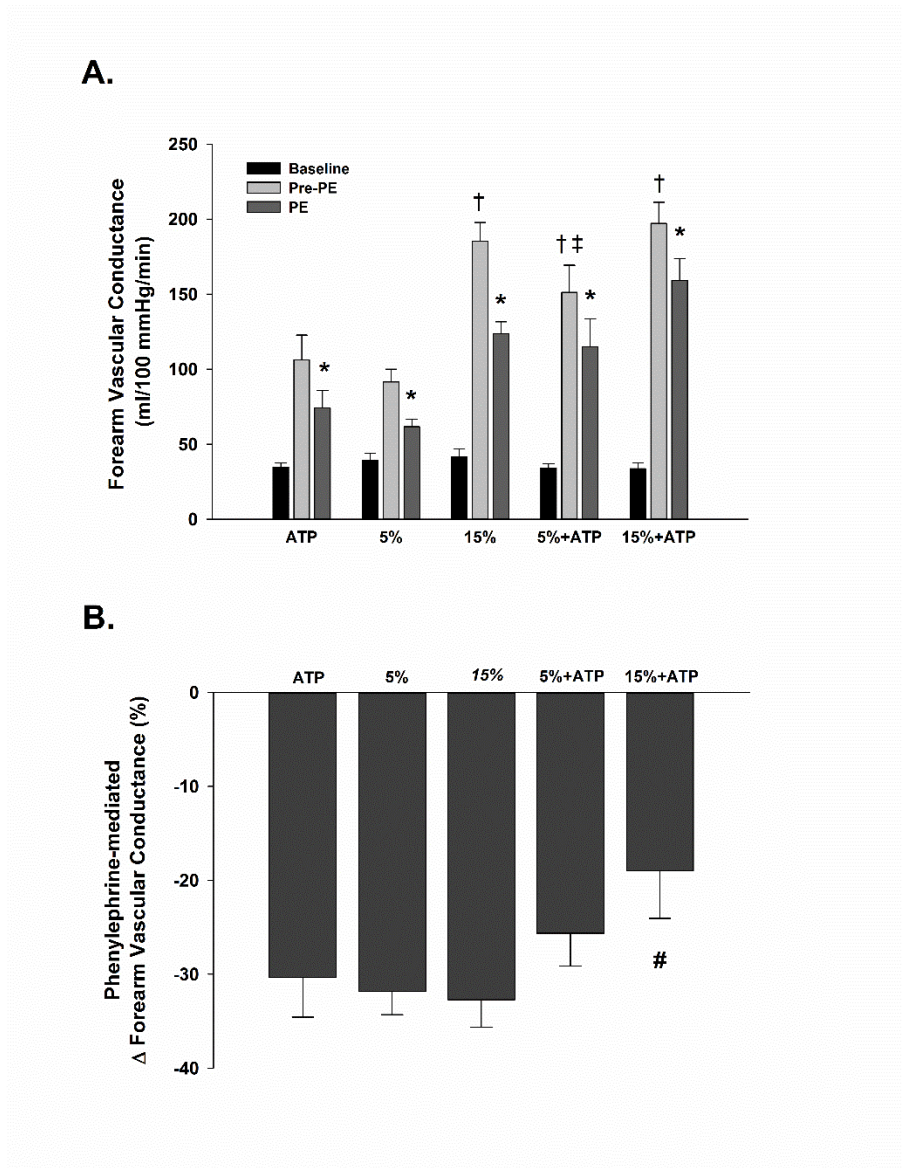 A.
Forearm Vascular Conductance
(ml/100 mmHg/min)
250
200
150
100
50
0
Baseline
Pre-PE
PE
*
*
†
*
†‡
*
†
*
ATP 5% 15% 5%+ATP 15%+ATP
B.
Phenylephrine-mediated
Δ Forearm Vascular Conductance (%)
ATP 5% 15% 5%+ATP 15%+ATP
0
-10
-20
-30
-40
#